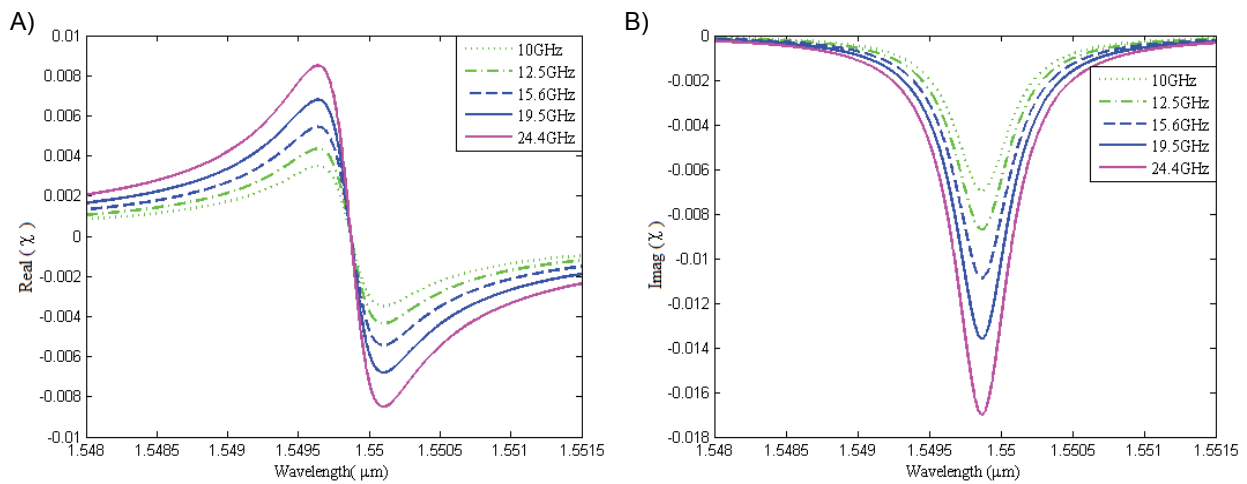 A)
0.01
0.008
0.006
0.004
0.002
0
-0.002
-0.004
-0.006
-0.008
-0.01
Real ( χ )
10GHz
12.5GHz
15.6GHz
19.5GHz
24.4GHz
1.548 1.5485 1.549 1.5495 1.55 1.5505 1.551 1.5515
Wavelength( μm)
B)
0
-0.002
-0.004
-0.006
-0.008
-0.01
-0.012
-0.014
-0.016
-0.018
Imag ( χ )
10GHz
12.5GHz
15.6GHz
19.5GHz
24.4GHz
1.548 1.5485 1.549 1.5495 1.55 1.5505 1.551 1.5515
Wavelength (μm)